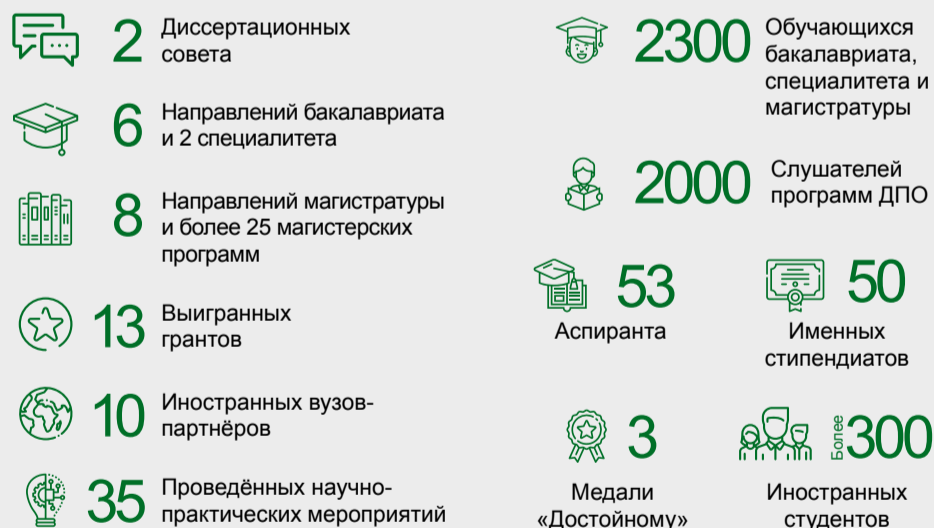 2 Диссертационных
совета
6 Направлений бакалавриата
и 2 специалитета
8 Направлений магистратуры
и более 25 магистерских
программ
13 Выигранных
грантов
10 Иностранных вузов-
партнёров
35 Проведённых научно-
практических мероприятий
2300 Обучающихся
бакалавриата,
специалитета и
магистратуры
2000 Слушателей
программ ДПО
53
Аспиранта
50
Именных
стипендиатов
3
Медали
«Достойному»
Более 300
Иностранных
студентов